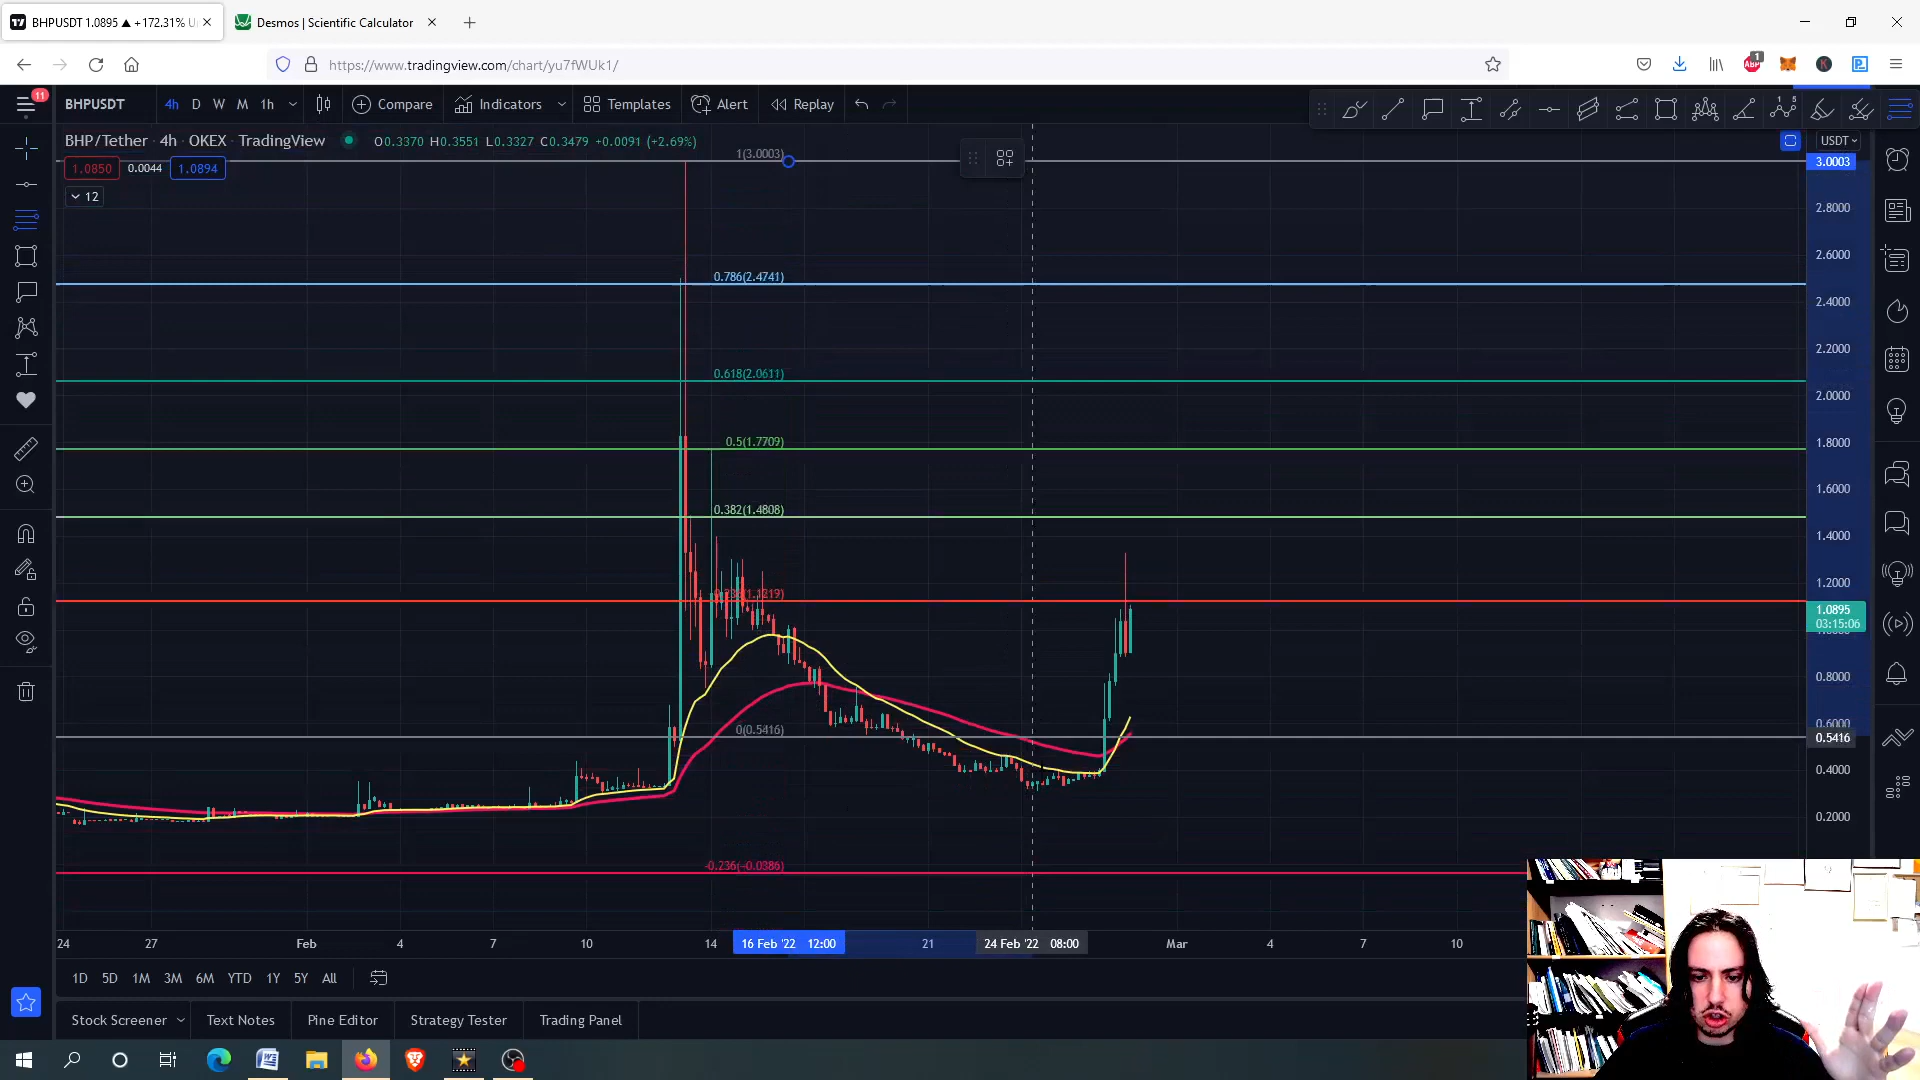 BHPUSDT 1.0895 ▲ +172.31% U
Desmos | Scientific Calculator
https://www.tradingview.com/chart/yu7fWUk1/
1
ABP
K
11
BHPUSDT 4h D W M 1h Compare Indicators Templates Alert Replay
BHP/Tether · 4h · OKEX · TradingView O0.3370 H0.3551 L0.3327 C0.3479 +0.0091 (+2.69%)
USDT
1.0850 0.0044 1.0894
12
1(3.0003)
3.0003
2.8000
2.6000
0.786(2.4741)
2.4000
2.2000
0.618(2.0611)
2.0000
0.5(1.7709)
1.8000
1.6000
0.382(1.4808)
1.4000
0.236(1.1219)
1.2000
1.0895
03:15:06
0.8000
0.6000
0(0.5416)
0.5416
0.4000
0.2000
-0.236(-0.0386)
24 27 Feb 4 7 10 14 16 Feb '22 12:00 21 24 Feb '22 08:00 Mar 4 7 10
1D 5D 1M 3M 6M YTD 1Y 5Y All
Stock Screener Text Notes Pine Editor Strategy Tester Trading Panel